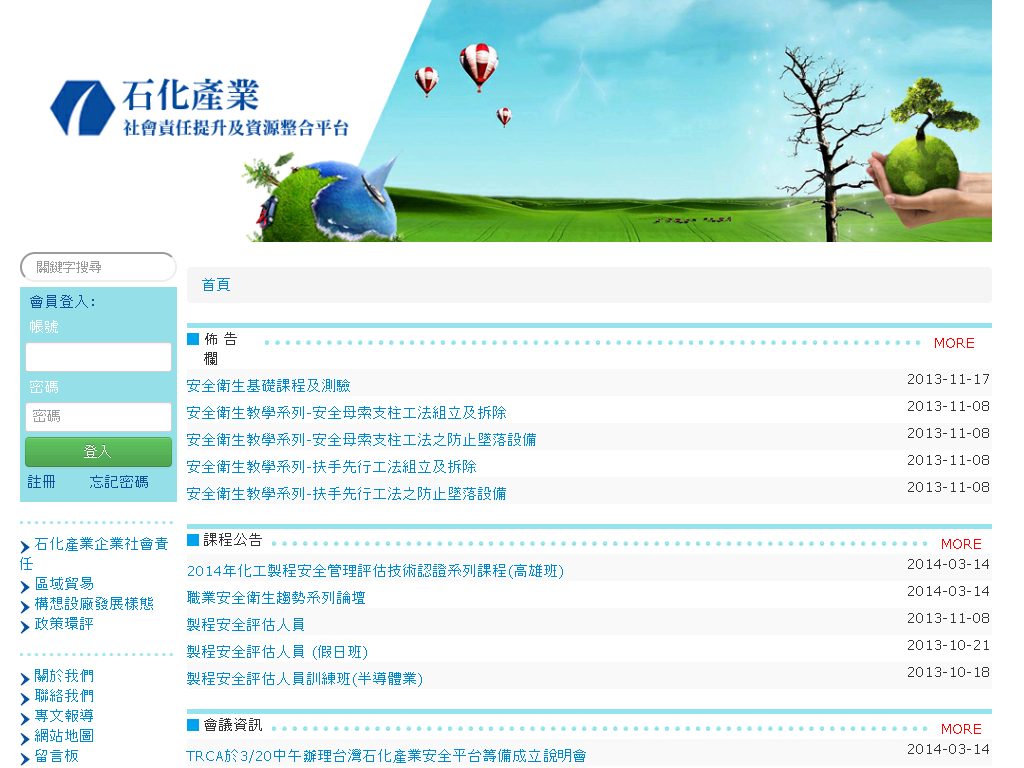 石化產業
社會責任提升及資源整合平台
關鍵字搜尋
會員登入:
帳號
密碼
密碼
登入
註冊 忘記密碼
石化產業企業社會責
任
區域貿易
構想設廠發展樣態
政策環評
關於我們
聯絡我們
專文報導
網站地圖
留言板
首頁
佈告
欄
MORE
安全衛生基礎課程及測驗 2013-11-17
安全衛生教學系列-安全母索支柱工法組立及拆除 2013-11-08
安全衛生教學系列-安全母索支柱工法之防止墜落設備 2013-11-08
安全衛生教學系列-扶手先行工法組立及拆除 2013-11-08
安全衛生教學系列-扶手先行工法之防止墜落設備 2013-11-08
課程公告 MORE
2014年化工製程安全管理評估技術認證系列課程(高雄班) 2014-03-14
職業安全衛生趨勢系列論壇 2014-03-14
製程安全評估人員 2013-11-08
製程安全評估人員 (假日班) 2013-10-21
製程安全評估人員訓練班(半導體業) 2013-10-18
會議資訊 MORE
TRCA於3/20中午辦理台灣石化產業安全平台籌備成立說明會 2014-03-14